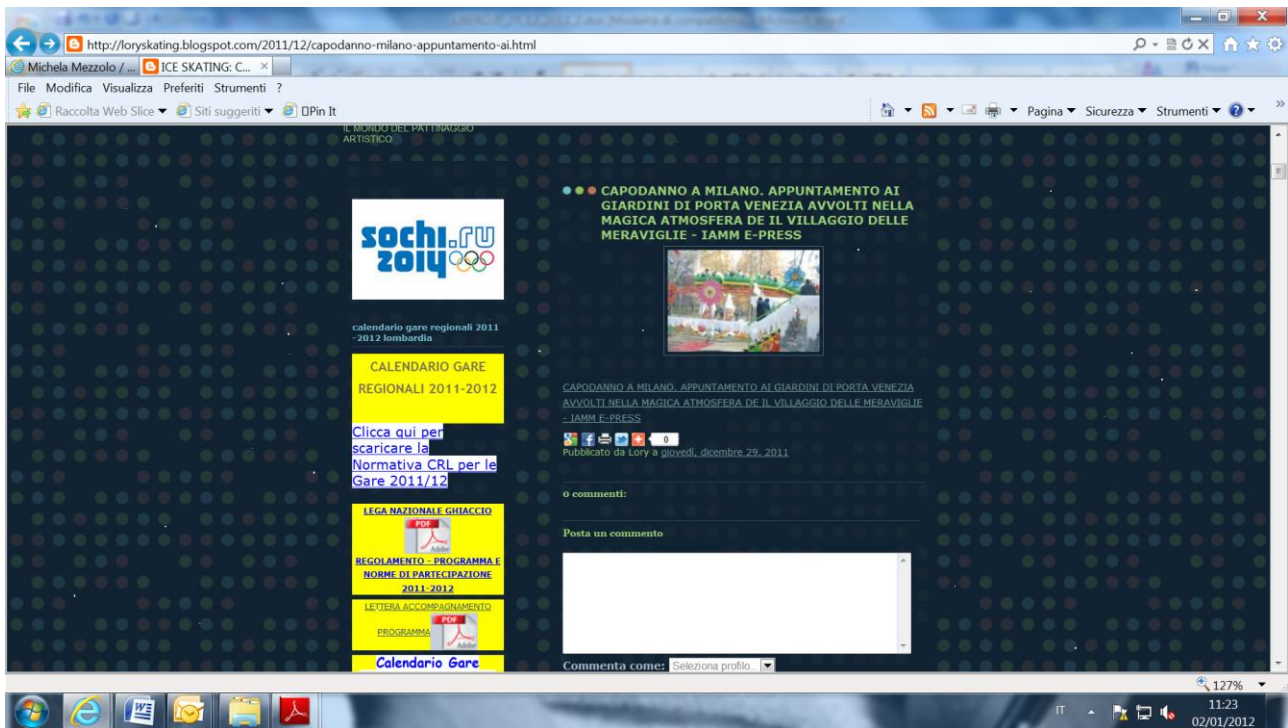 http://loryskating.blogspot.com/2011/12/capodanno-milano-appuntamento-ai.html
Michela Mezzolo / ...
ICE SKATING: C...
File Modifica Visualizza Preferiti Strumenti ?
Raccolta Web Slice
Siti suggeriti
Pin It
Pagina Sicurezza Strumenti
IL MONDO DEL PATTINAGGIO
ARTISTICO
sochi.ru
2014
calendario gare regionali 2011
-2012 lombardia
CALENDARIO GARE
REGIONALI 2011-2012
Clicca qui per
scaricare la
Normativa CRL per le
Gare 2011/12
LEGA NAZIONALE GHIACCIO
PDF
Adobe
REGOLAMENTO - PROGRAMMA E
NORME DI PARTECIPAZIONE
2011-2012
LETTERA ACCOMPAGNAMENTO
PROGRAMMA
PDF
Adobe
Calendario Gare
CAPODANNO A MILANO. APPUNTAMENTO AI
GIARDINI DI PORTA VENEZIA AVVOLTI NELLA
MAGICA ATMOSFERA DE IL VILLAGGIO DELLE
MERAVIGLIE - IAMM E-PRESS
CAPODANNO A MILANO. APPUNTAMENTO AI GIARDINI DI PORTA VENEZIA
AVVOLTI NELLA MAGICA ATMOSFERA DE IL VILLAGGIO DELLE MERAVIGLIE
- IAMM E-PRESS
0
Pubblicato da Lory a giovedì, dicembre 29, 2011
0 commenti:
Posta un commento
Commenta come: Seleziona profilo...
127%
IT
11:23
02/01/2012